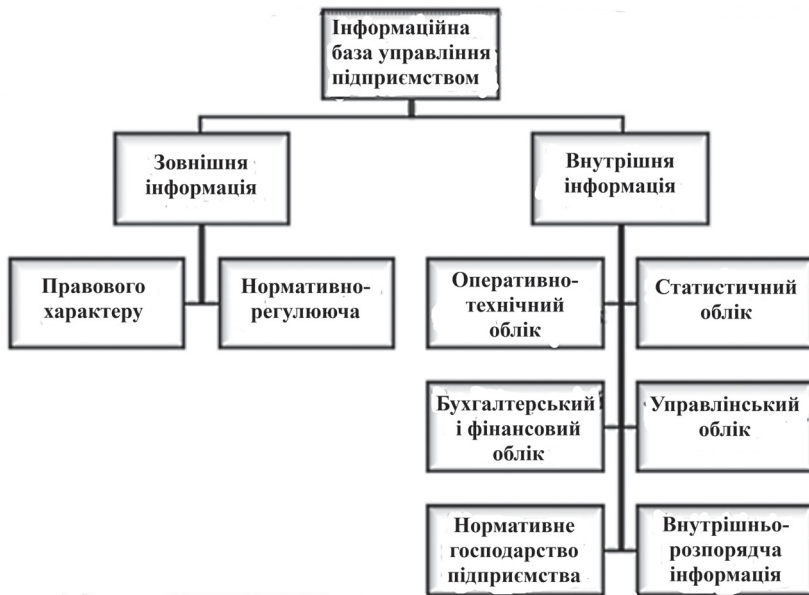 Інформаційна
база управління
підприємством
Зовнішня
інформація
Внутрішня
інформація
Правового
характеру
Нормативно-
регулююча
Оперативно-
технічний
облік
Статистичний
облік
Бухгалтерський
і фінансовий
облік
Управлінський
облік
Нормативне
господарство
підприємства
Внутрішньо-
розпорядча
інформація